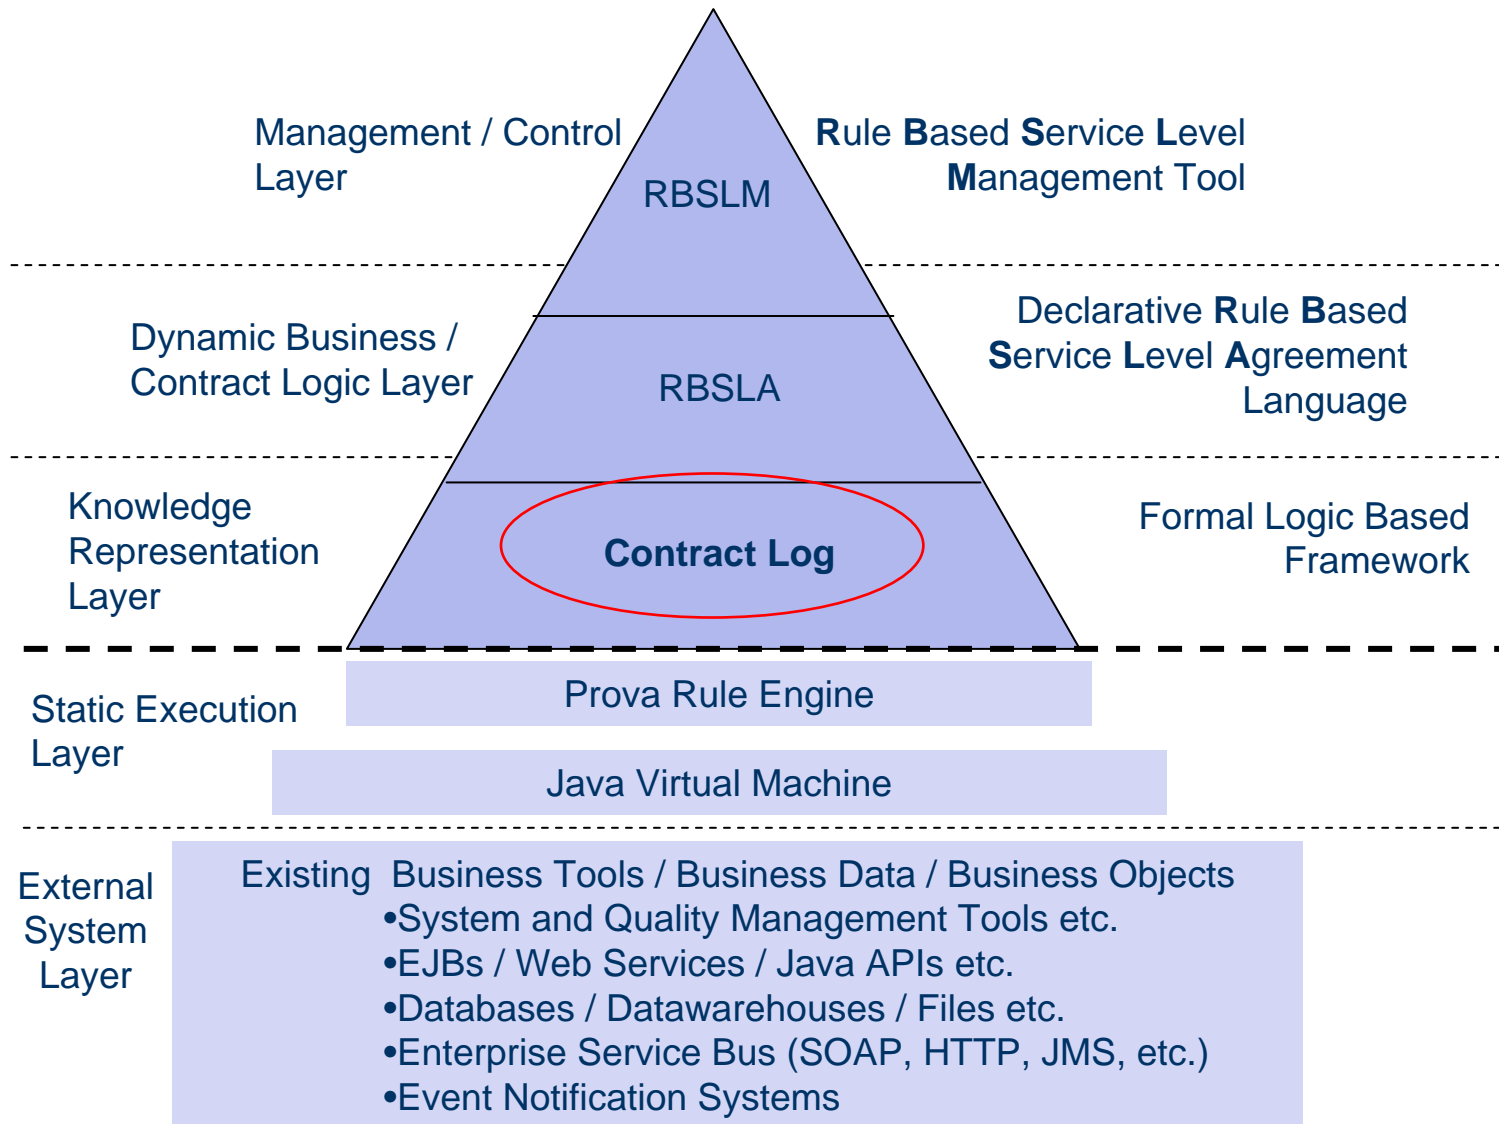 Management / Control
Layer
RBSLM
Rule Based Service Level
Management Tool
Dynamic Business /
Contract Logic Layer
RBSLA
Declarative Rule Based
Service Level Agreement
Language
Knowledge
Representation
Layer
Contract Log
Formal Logic Based
Framework
Static Execution
Layer
Prova Rule Engine
Java Virtual Machine
External
System
Layer
Existing  Business Tools / Business Data / Business Objects
•System and Quality Management Tools etc.
•EJBs / Web Services / Java APIs etc.
•Databases / Datawarehouses / Files etc.
•Enterprise Service Bus (SOAP, HTTP, JMS, etc.)
•Event Notification Systems